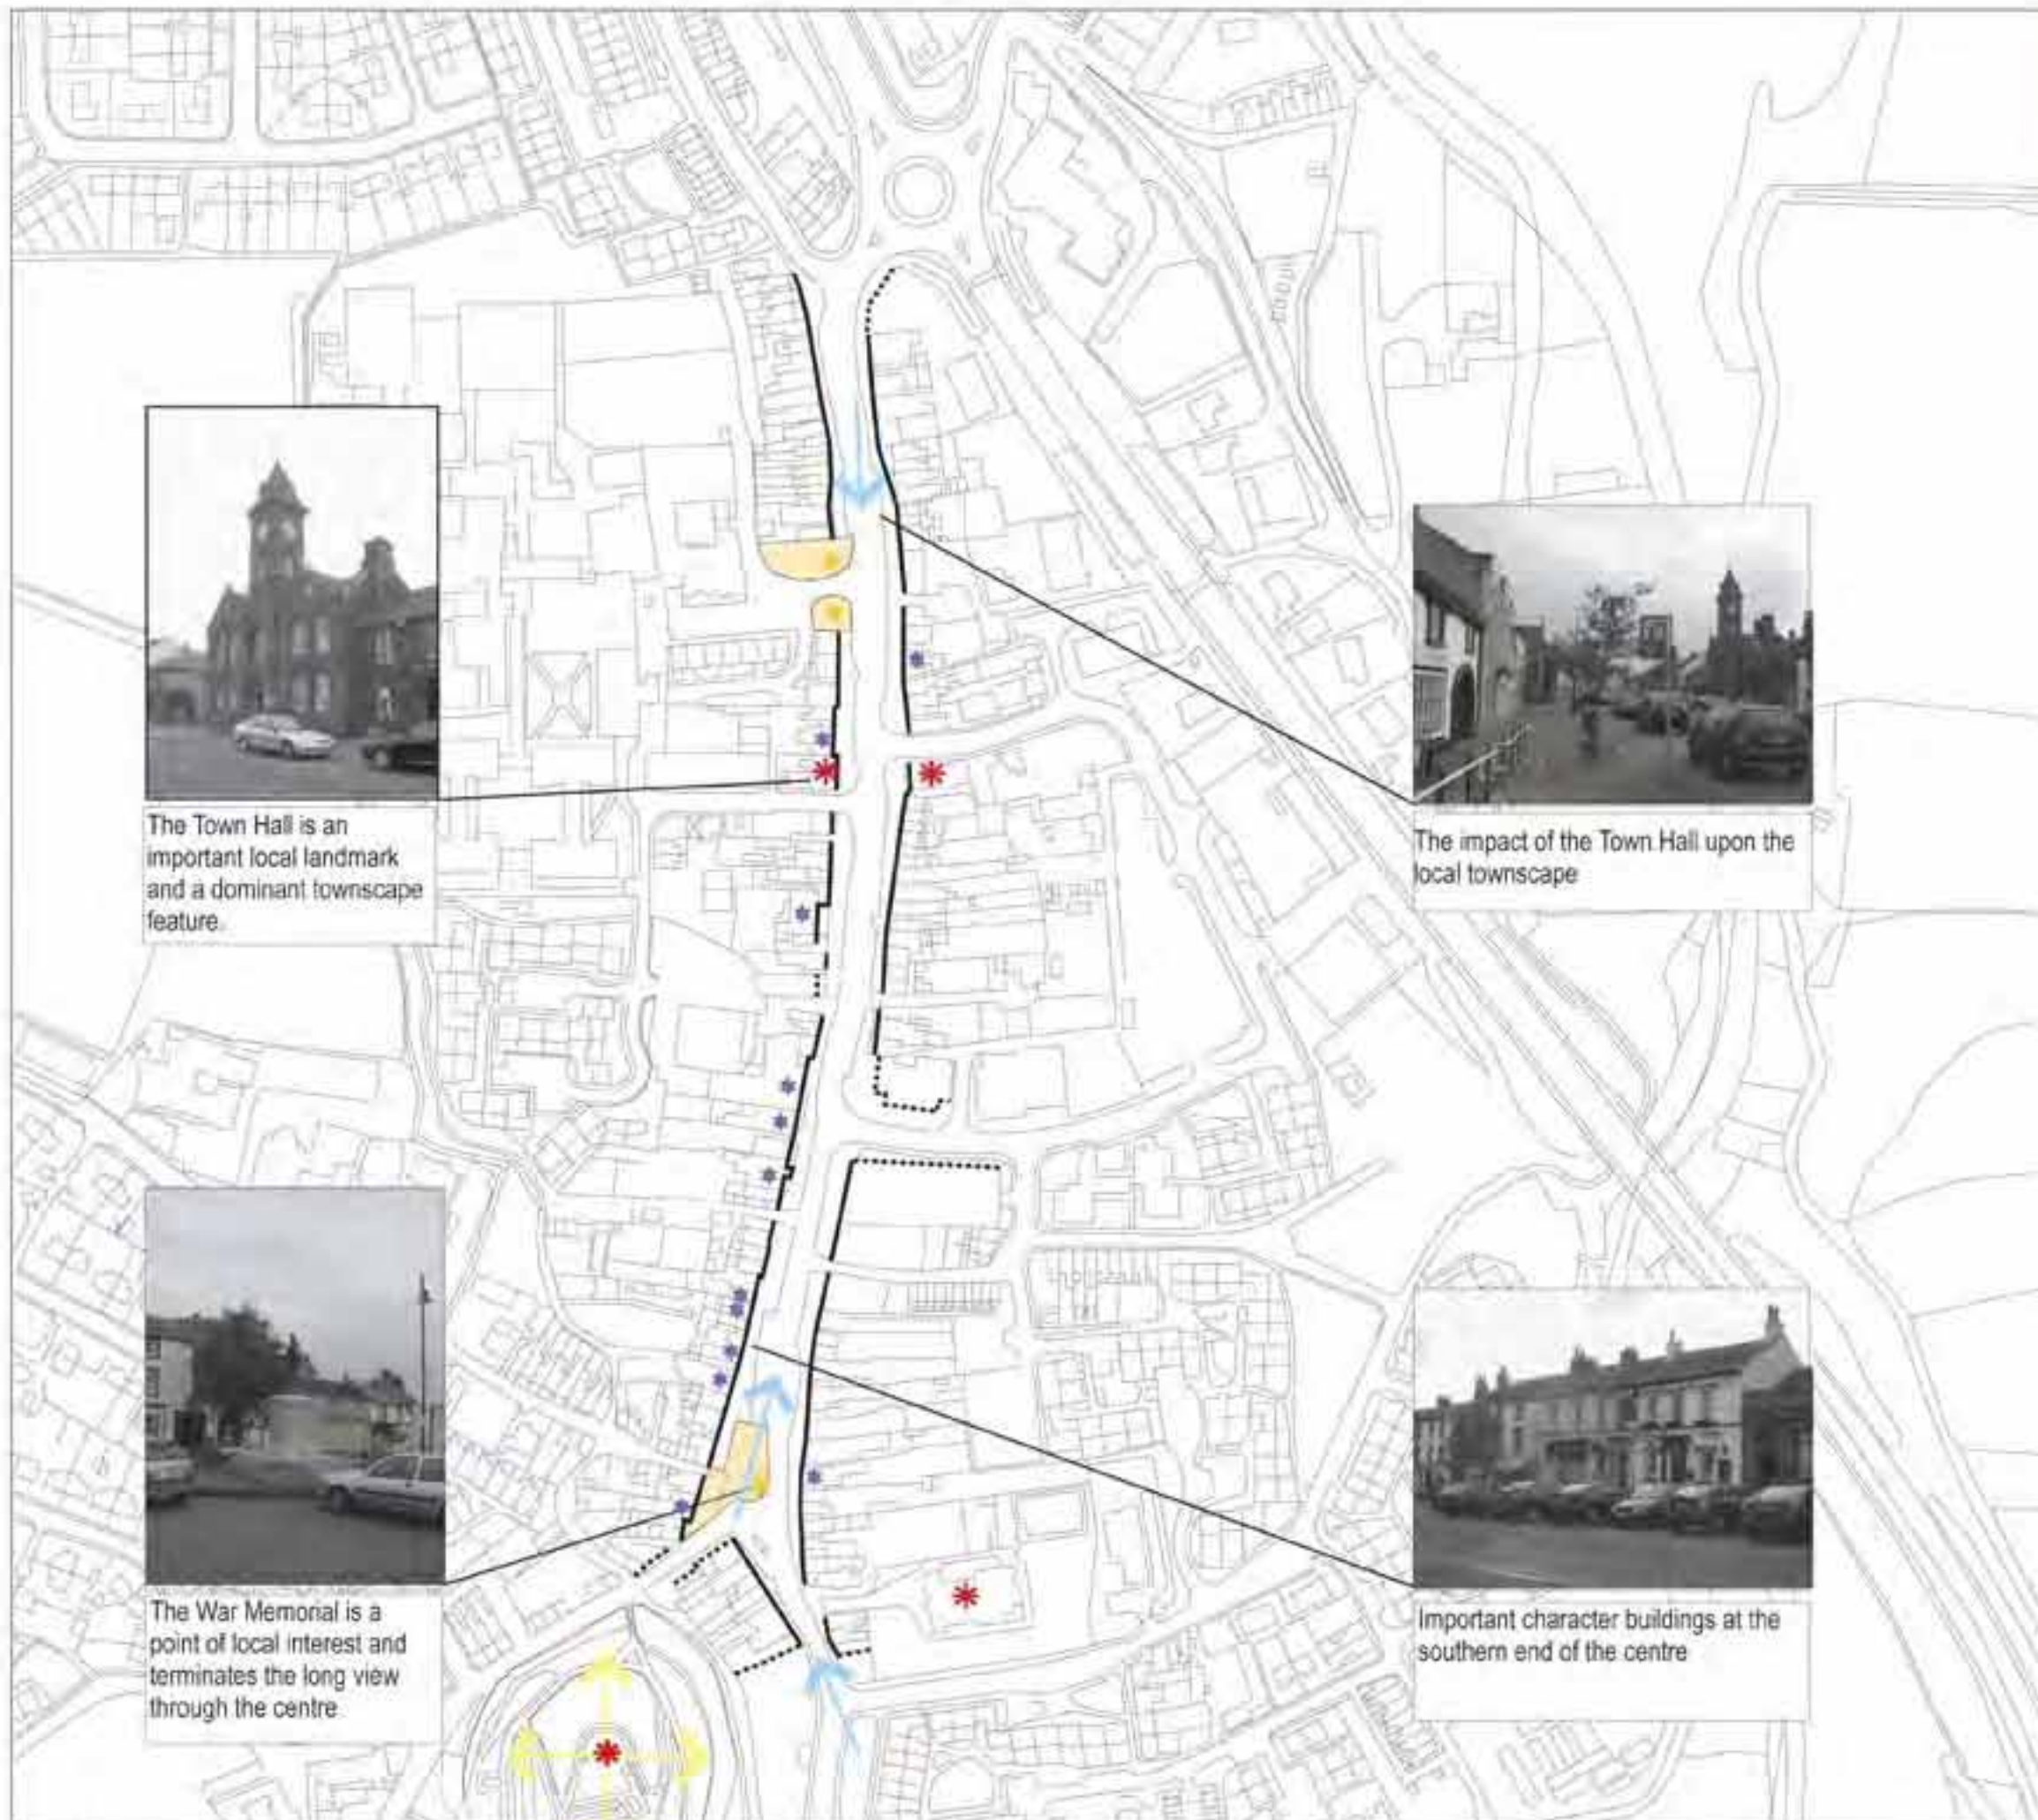 The Town Hall is an
important local landmark
and a dominant townscape
feature.
The impact of the Town Hall upon the
local townscape
The War Memorial is a
point of local interest and
terminates the long view
through the centre
Important character buildings at the
southern end of the centre